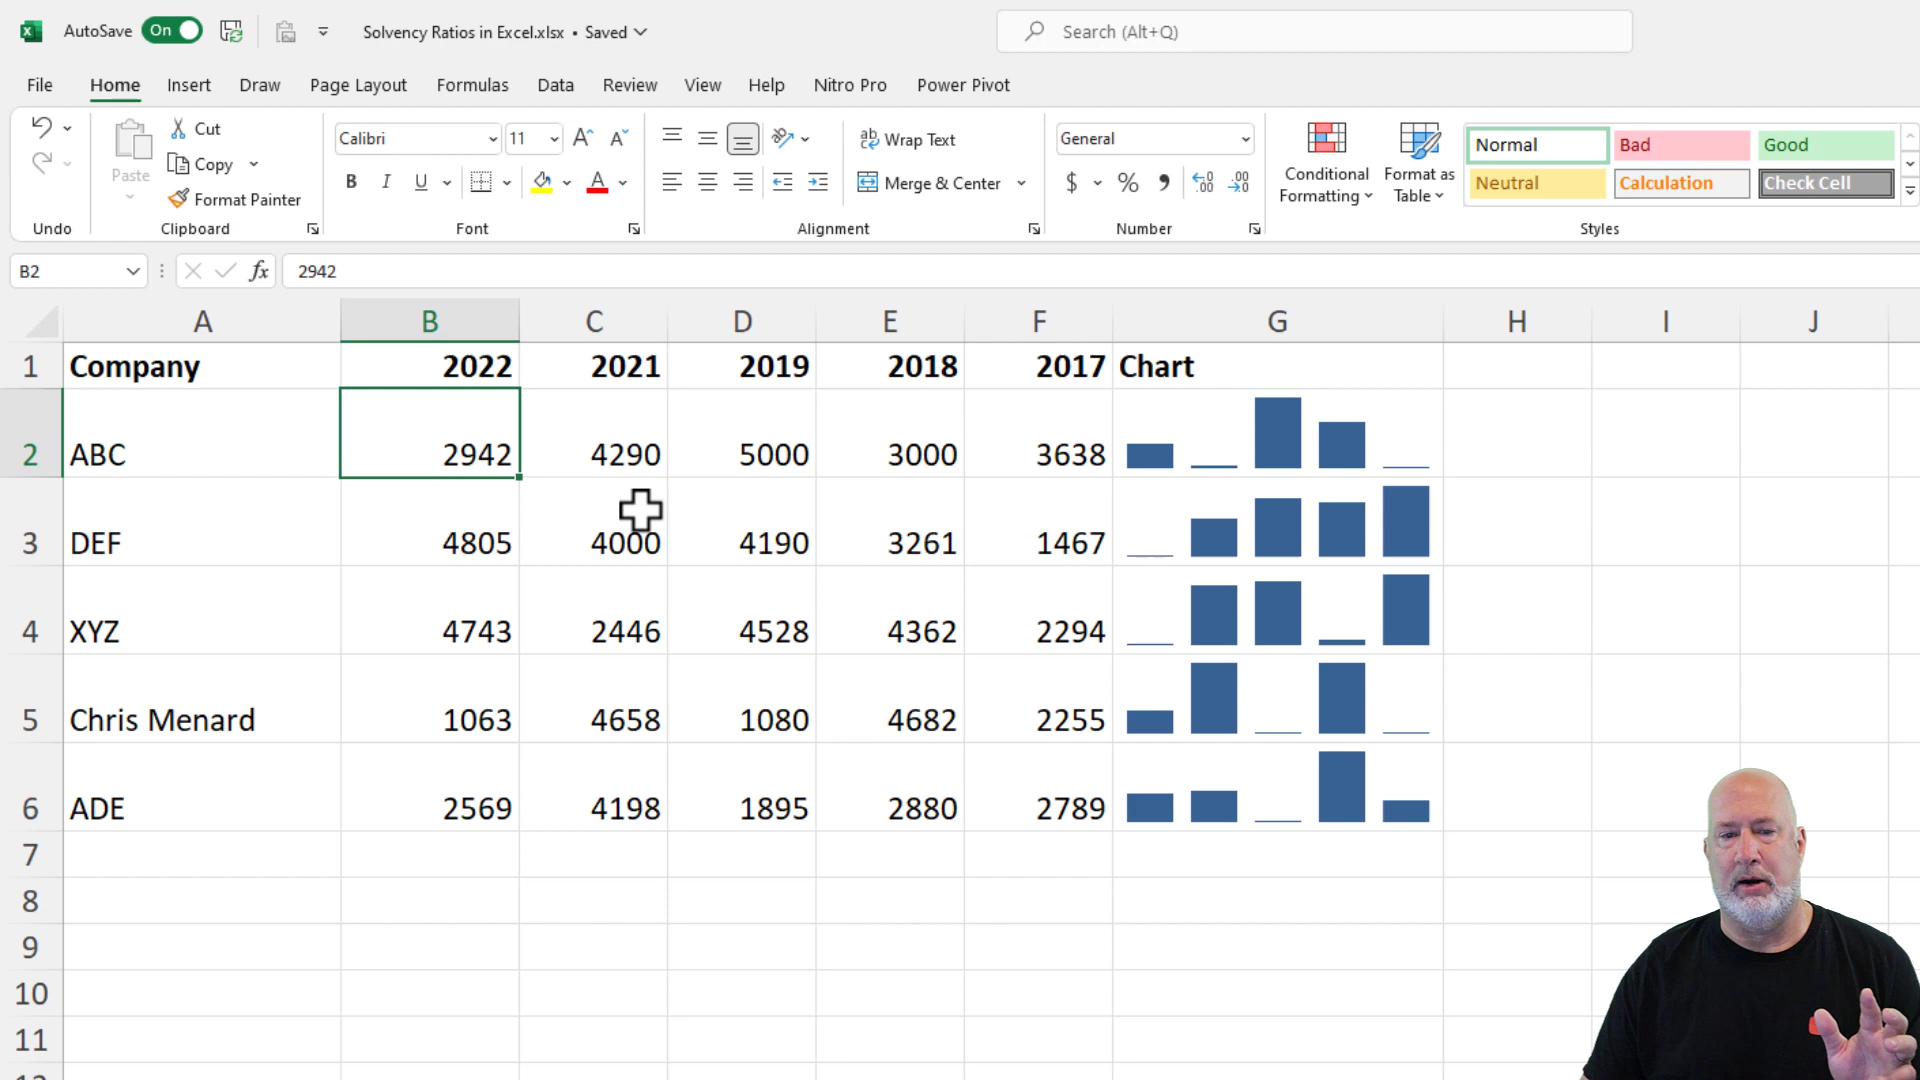 AutoSave On Solvency Ratios in Excel.xlsx • Saved Search (Alt+Q)
File Home Insert Draw Page Layout Formulas Data Review View Help Nitro Pro Power Pivot
Undo
Paste
Cut
Copy
Format Painter
Clipboard
Calibri 11
B I U
Font
Wrap Text
Merge & Center
Alignment
General
$ % 9
Number
Conditional Formatting
Format as Table
Normal Bad Good
Neutral Calculation Check Cell
Styles
B2 fx 2942
A B C D E F G H I J
1 Company 2022 2021 2019 2018 2017 Chart
2 ABC 2942 4290 5000 3000 3638
3 DEF 4805 4000 4190 3261 1467
4 XYZ 4743 2446 4528 4362 2294
5 Chris Menard 1063 4658 1080 4682 2255
6 ADE 2569 4198 1895 2880 2789
7
8
9
10
11